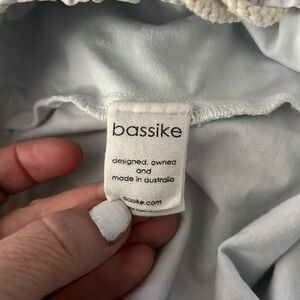 bassike
designed, owned
and
made in australia
bassike.com